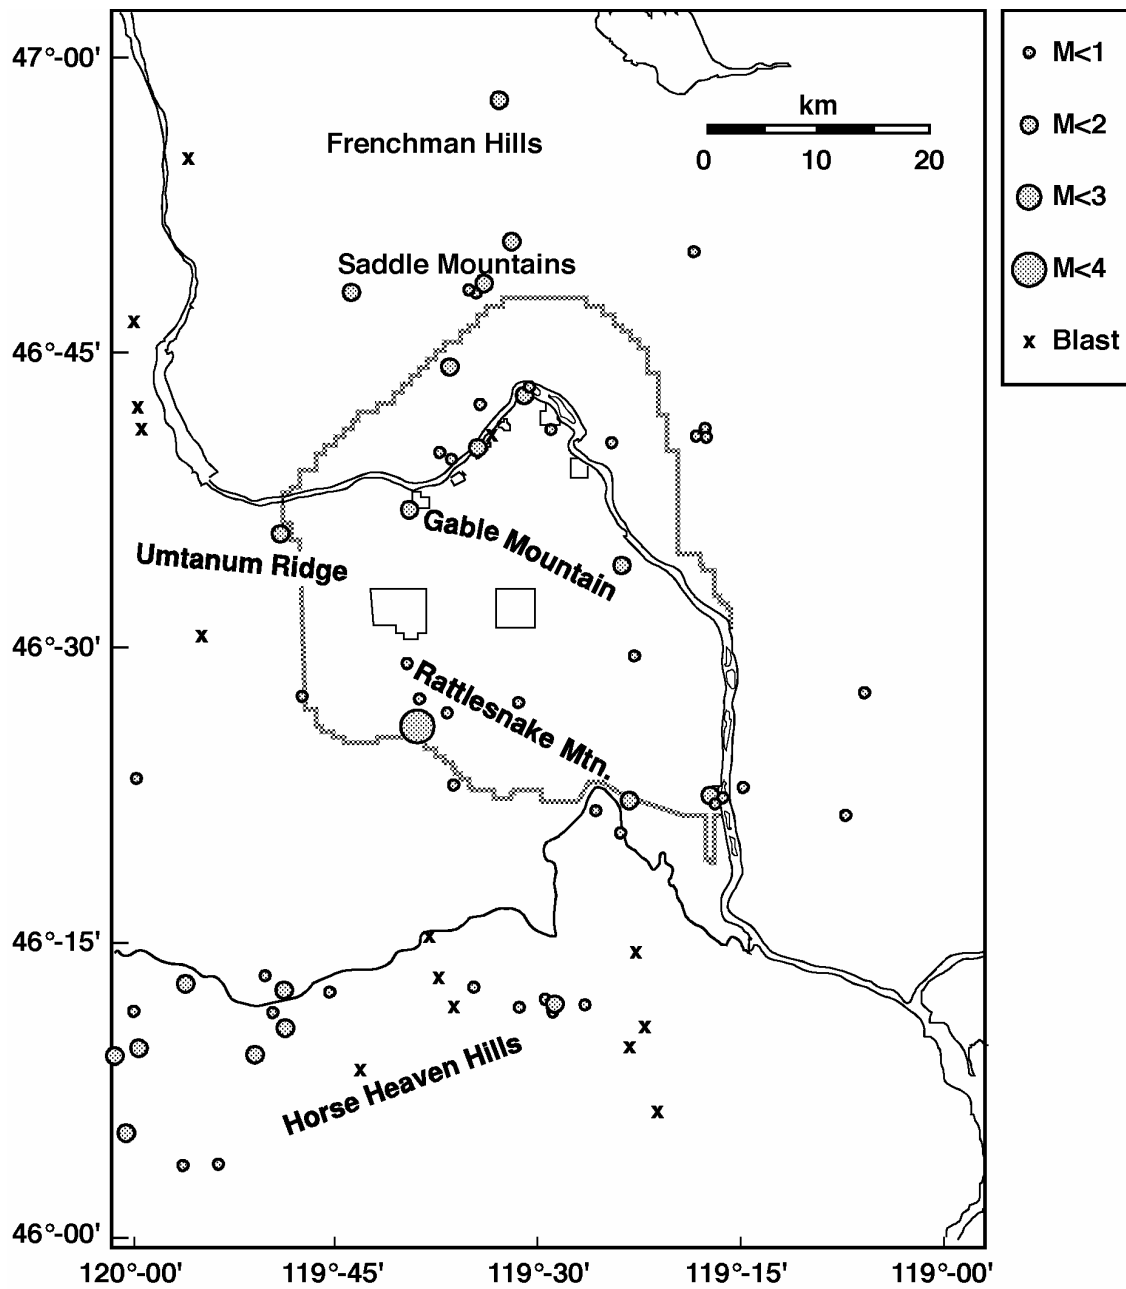 47°-00'
Frenchman Hills
km
0 10 20
Saddle Mountains
46°-45'
Gable Mountain
Umtanum Ridge
46°-30'
Rattlesnake Mtn.
46°-15'
Horse Heaven Hills
46°-00'
120°-00' 119°-45' 119°-30' 119°-15' 119°-00'
M<1
M<2
M<3
M<4
x Blast